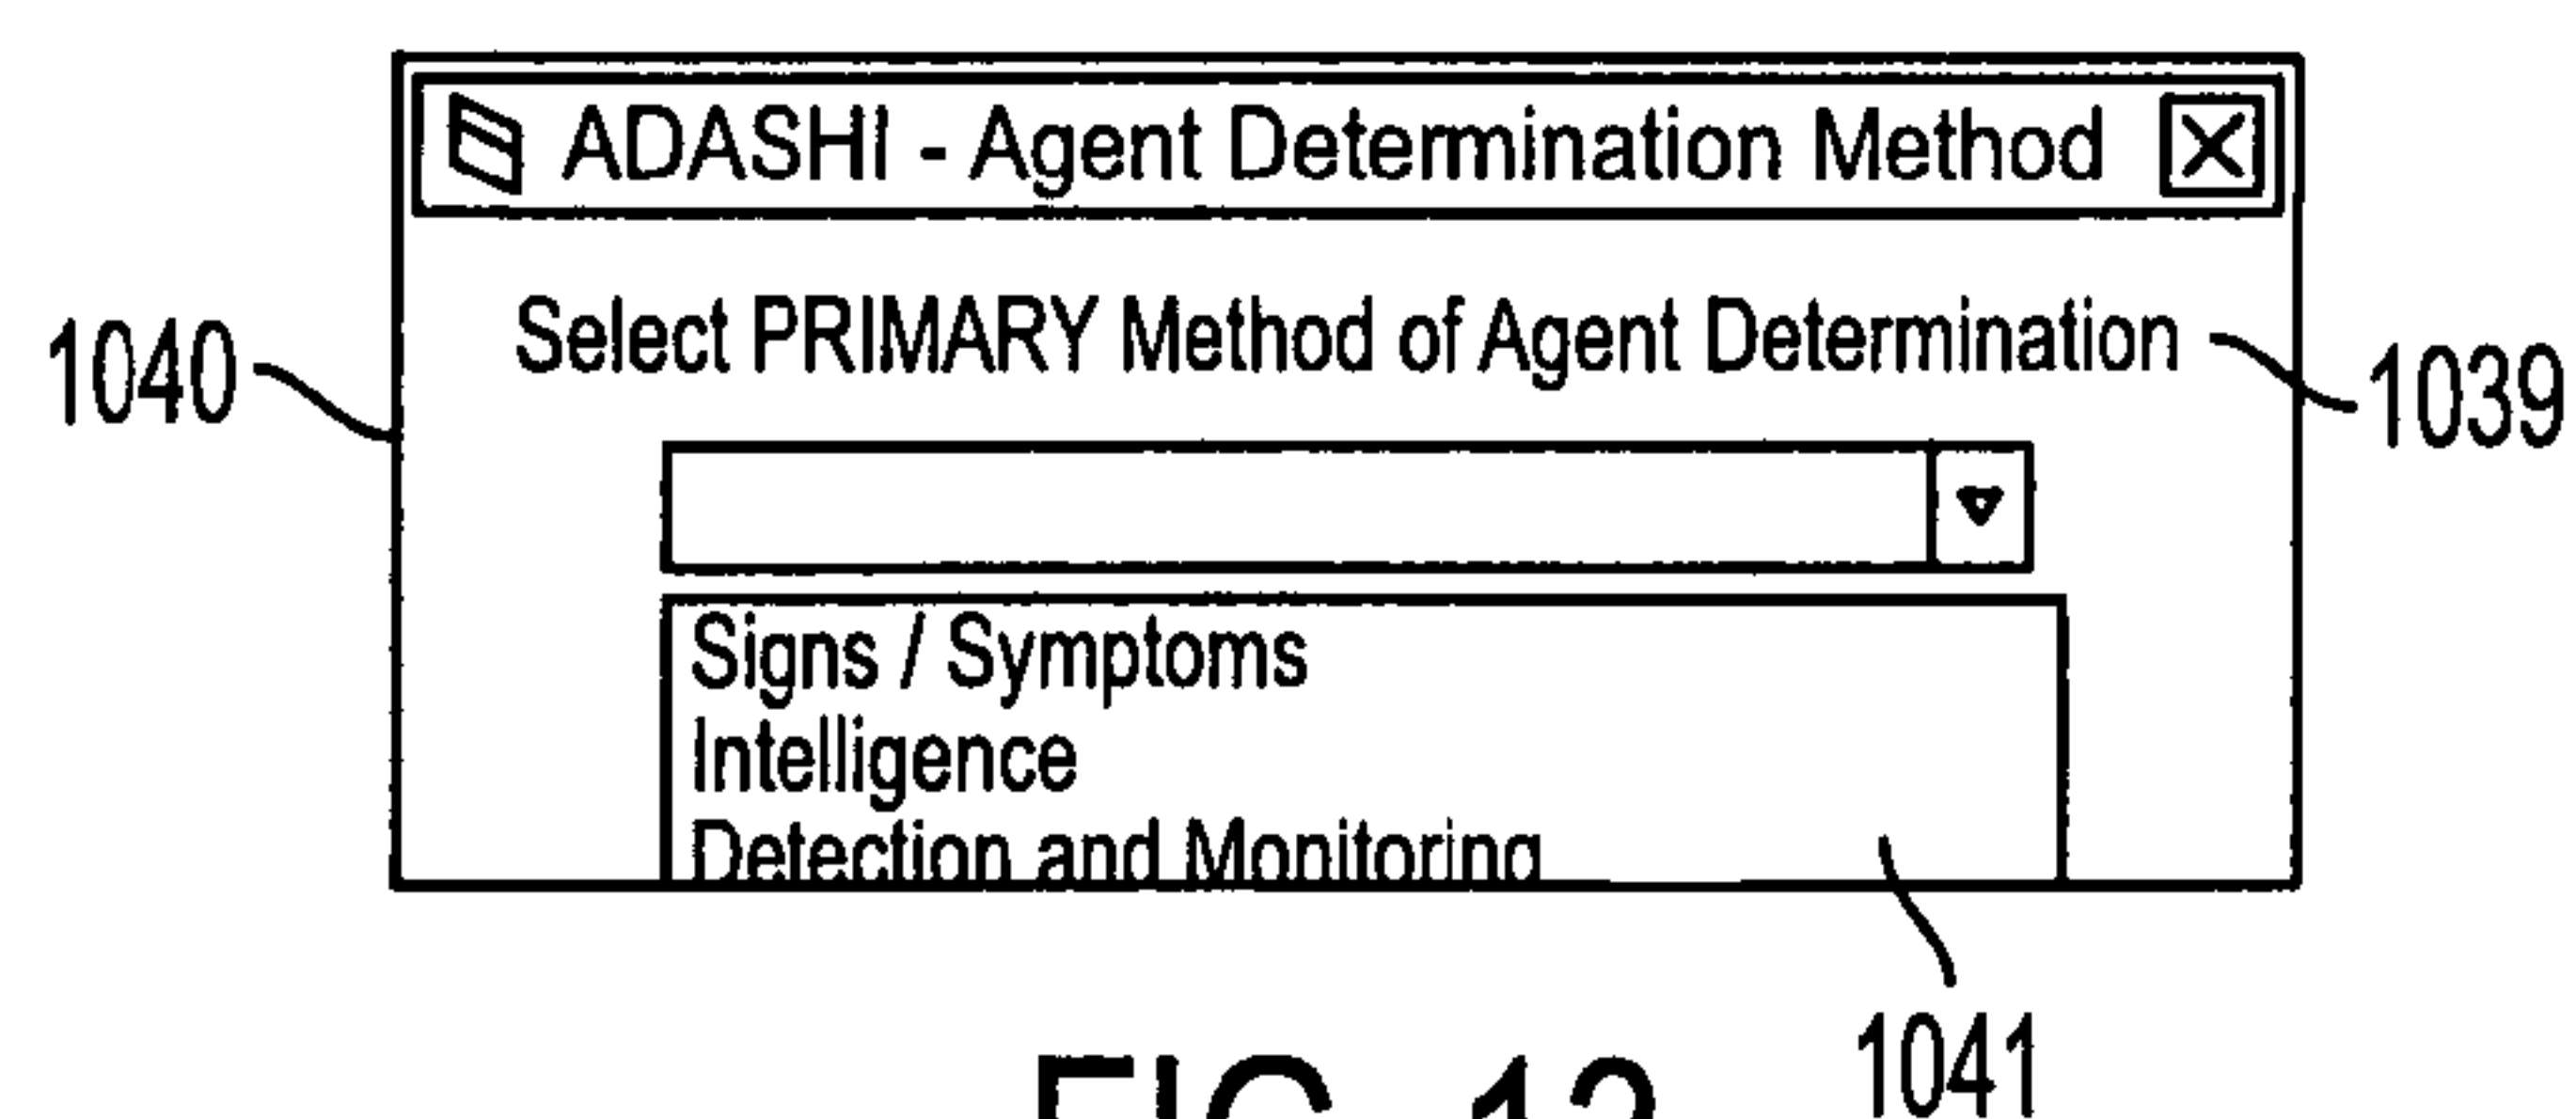 ADASHI - Agent Determination Method
Select PRIMARY Method of Agent Determination
1040
1039
Signs / Symptoms
Intelligence
Detection and Monitoring
1041
FIG.